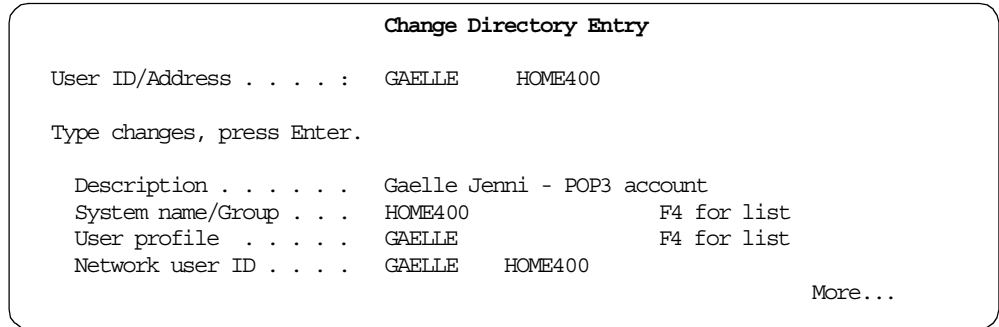 Change Directory Entry
User ID/Address . . . . : GAELLE HOME400
Type changes, press Enter.
Description . . . . . . Gaelle Jenni - POP3 account
System name/Group . . . HOME400 F4 for list
User profile . . . . . GAELLE F4 for list
Network user ID . . . . GAELLE HOME400
More...